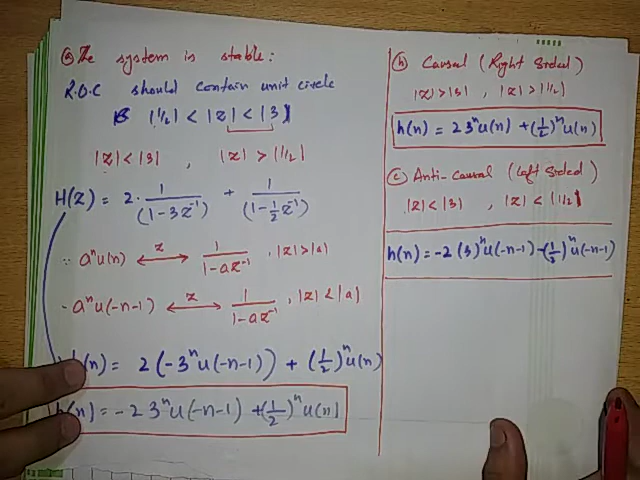 ⓐ The system is stable:
R.O.C should contain unit circle
|1/2| < |z| < |3|
|z| < |3| , |z| > |1/2|
H(z) = 2. 1/(1-3z⁻¹) + 1/(1-1/2z⁻¹)
∵ aⁿu(n) ⟷z 1/(1-az⁻¹) , |z|>|a|
- aⁿu(-n-1) ⟷z 1/(1-az⁻¹) , |z|<|a|
(n) = 2(-3ⁿu(-n-1)) + (1/2)ⁿu(n)
h(n) = -2 3ⁿu(-n-1) + (1/2)ⁿu(n)
ⓑ Causal (Right Sided)
|z|>|3| , |z|>|1/2|
h(n) = 2 3ⁿu(n) + (1/2)ⁿu(n)
ⓒ Anti-Causal (Left Sided)
|z| < |3| , |z| < |1/2|
h(n) = -2(3)ⁿu(-n-1) - (1/2)ⁿu(-n-1)